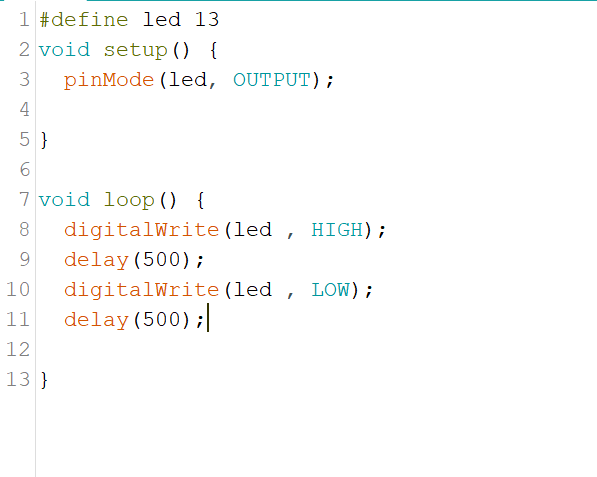 1 #define led 13
2 void setup() {
3   pinMode(led, OUTPUT);
4
5 }
6
7 void loop() {
8   digitalWrite(led , HIGH);
9   delay(500);
10   digitalWrite(led , LOW);
11   delay(500);
12
13 }